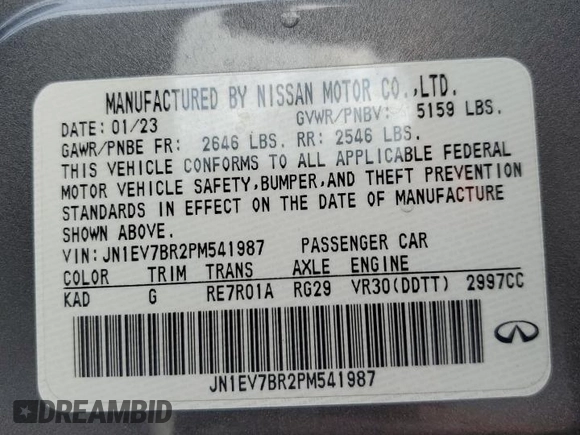 MANUFACTURED BY NISSAN MOTOR CO.,LTD.
DATE: 01/23 GVWR/PNBV: 5159 LBS.
GAWR/PNBE FR: 2646 LBS. RR: 2546 LBS.
THIS VEHICLE CONFORMS TO ALL APPLICABLE FEDERAL
MOTOR VEHICLE SAFETY,BUMPER,AND THEFT PREVENTION
STANDARDS IN EFFECT ON THE DATE OF MANUFACTURE
SHOWN ABOVE.
VIN: JN1EV7BR2PM541987 PASSENGER CAR
COLOR TRIM TRANS AXLE ENGINE
KAD G RE7R01A RG29 VR30(DDTT) 2997CC
JN1EV7BR2PM541987
DREAMBID